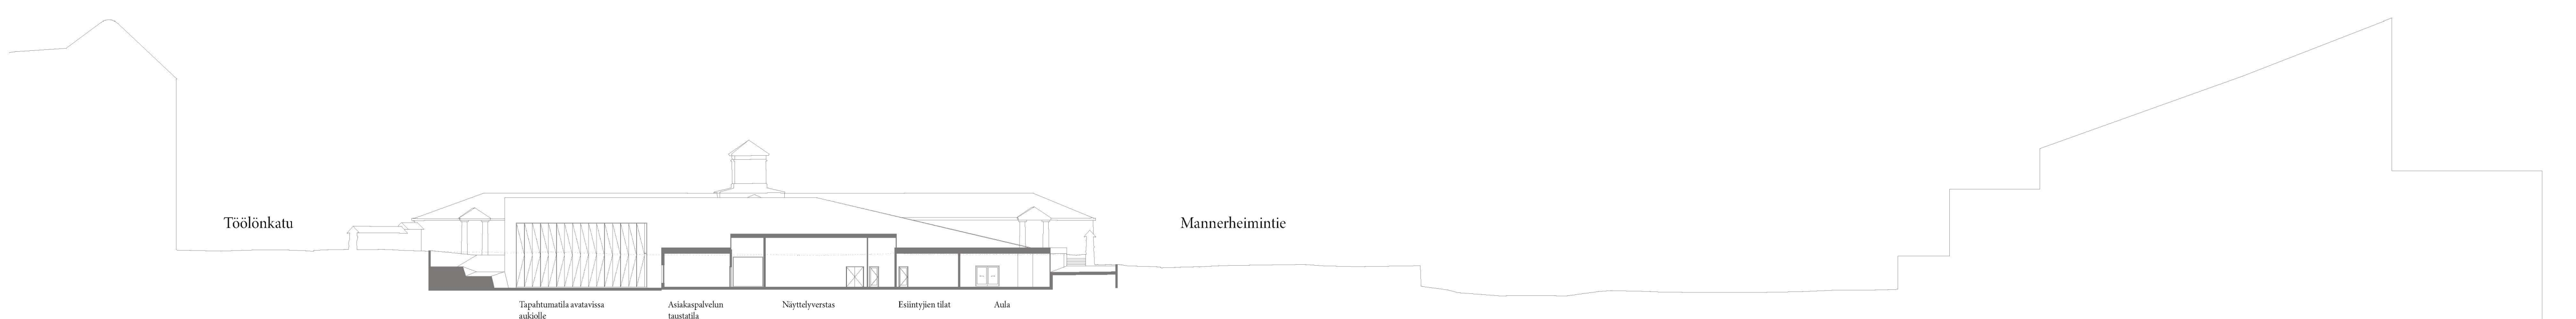 Töölönkatu
Mannerheimintie
Tapahtumatila avatavissa
aukiolle
Asiakaspalvelun
taustatila
Näyttelyverstas
Esiintyjien tilat
Aula